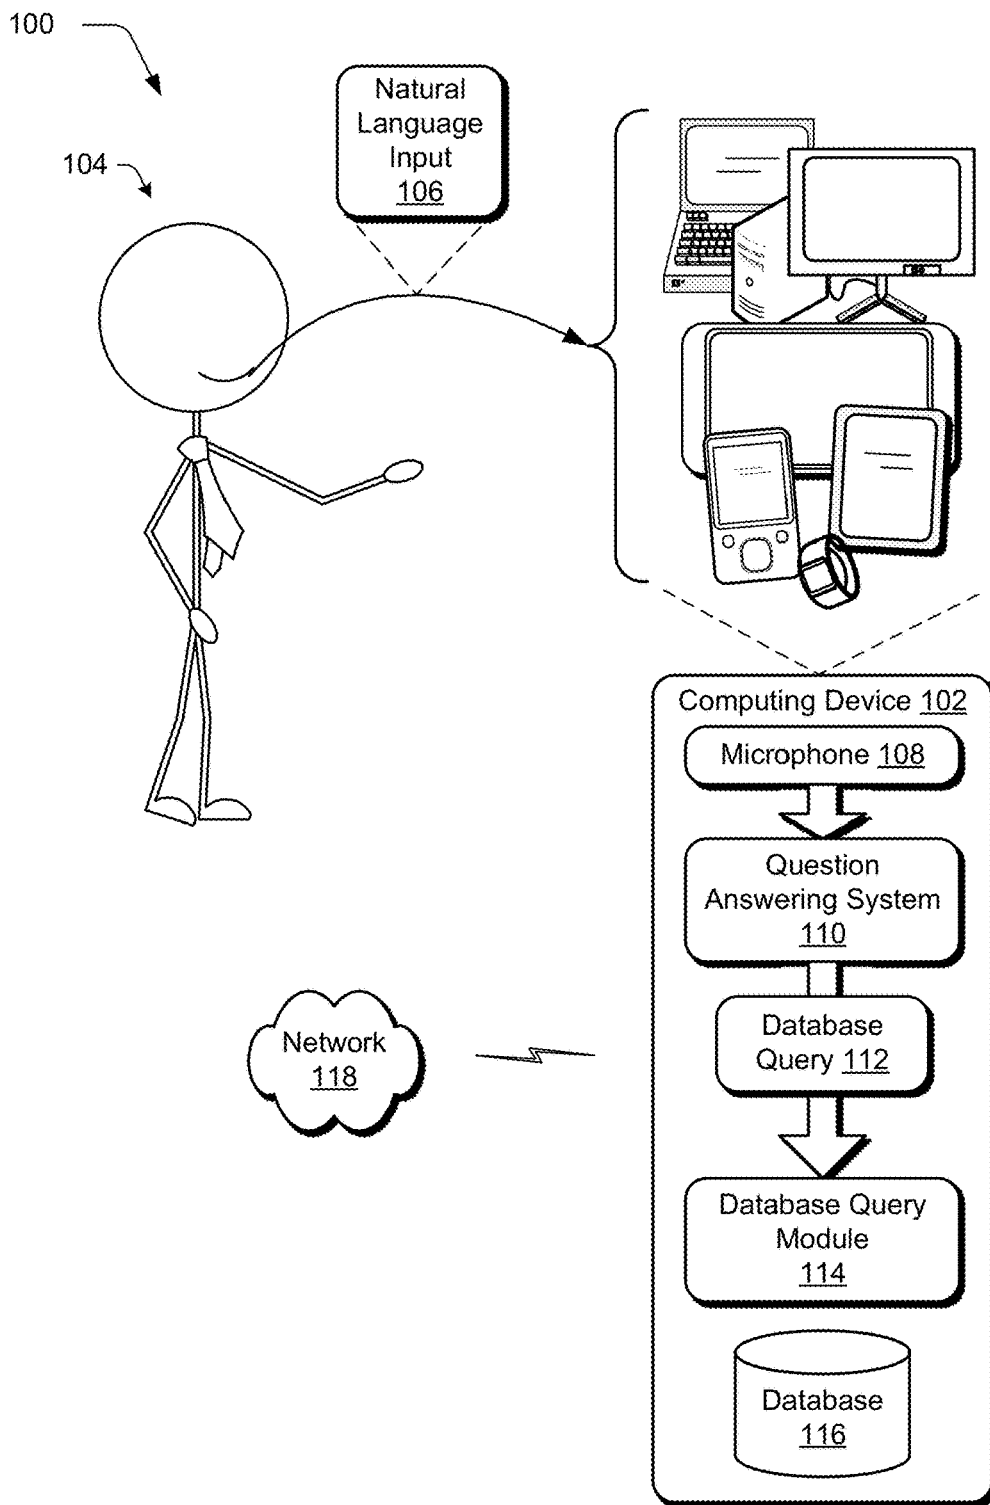 100
104
Natural
Language
Input
106
Computing Device 102
Microphone 108
Question
Answering System
110
Database
Query 112
Network
118
Database Query
Module
114
Database
116